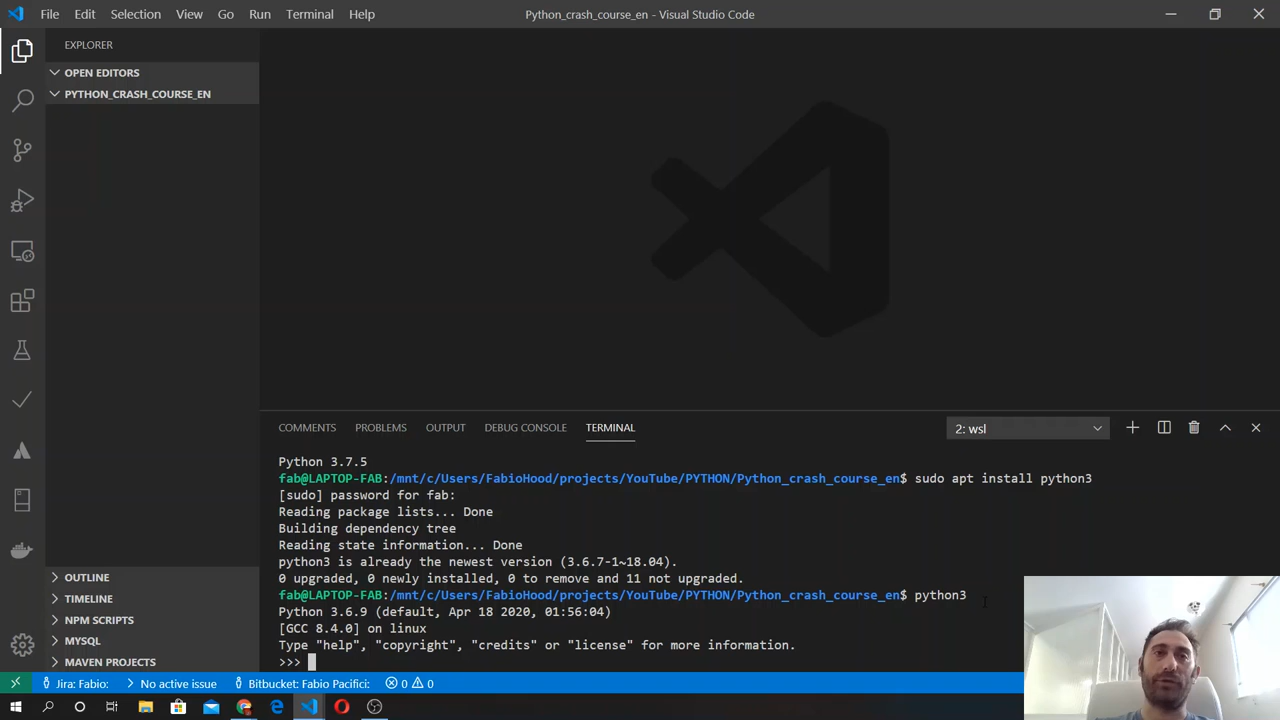 File Edit Selection View Go Run Terminal Help
Python_crash_course_en - Visual Studio Code
EXPLORER
OPEN EDITORS
PYTHON_CRASH_COURSE_EN
OUTLINE
TIMELINE
NPM SCRIPTS
MYSQL
MAVEN PROJECTS
COMMENTS PROBLEMS OUTPUT DEBUG CONSOLE TERMINAL
2: wsl
Python 3.7.5
fab@LAPTOP-FAB:/mnt/c/Users/FabioHood/projects/YouTube/PYTHON/Python_crash_course_en$ sudo apt install python3
[sudo] password for fab:
Reading package lists... Done
Building dependency tree
Reading state information... Done
python3 is already the newest version (3.6.7-1~18.04).
0 upgraded, 0 newly installed, 0 to remove and 11 not upgraded.
fab@LAPTOP-FAB:/mnt/c/Users/FabioHood/projects/YouTube/PYTHON/Python_crash_course_en$ python3
Python 3.6.9 (default, Apr 18 2020, 01:56:04)
[GCC 8.4.0] on linux
Type "help", "copyright", "credits" or "license" for more information.
>>>
Jira: Fabio: No active issue Bitbucket: Fabio Pacifici: 0 0